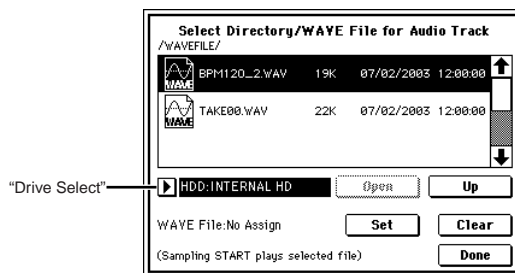 Select Directory/WAVE File for Audio Track
/WAVEFILE/
WAVE BPM120_2.WAV 19K 07/02/2003 12:00:00
WAVE TAKE00.WAV 22K 07/02/2003 12:00:00
“Drive Select” HDD:INTERNAL HD Open Up
WAVE File:No Assign Set Clear
(Sampling START plays selected file) Done